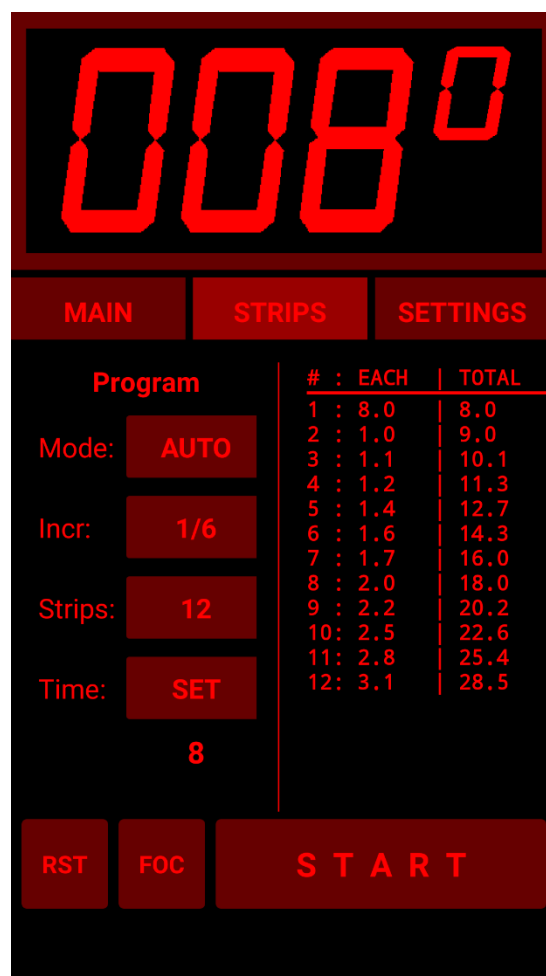 008⁰
MAIN STRIPS SETTINGS
Program
Mode: AUTO
Incr: 1/6
Strips: 12
Time: SET
8
# : EACH | TOTAL
1 : 8.0 | 8.0
2 : 1.0 | 9.0
3 : 1.1 | 10.1
4 : 1.2 | 11.3
5 : 1.4 | 12.7
6 : 1.6 | 14.3
7 : 1.7 | 16.0
8 : 2.0 | 18.0
9 : 2.2 | 20.2
10: 2.5 | 22.6
11: 2.8 | 25.4
12: 3.1 | 28.5
RST FOC START